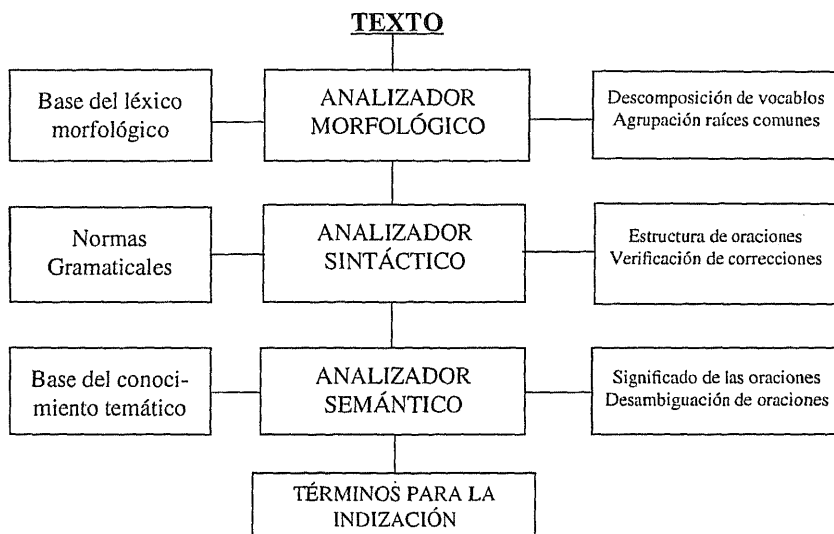 TEXTO
Base del léxico
morfológico
ANALIZADOR
MORFOLÓGICO
Descomposición de vocablos
Agrupación raíces comunes
Normas
Gramaticales
ANALIZADOR
SINTÁCTICO
Estructura de oraciones
Verificación de correcciones
Base del conoci-
miento temático
ANALIZADOR
SEMÁNTICO
Significado de las oraciones
Desambiguación de oraciones
TÉRMINOS PARA LA
INDIZACIÓN